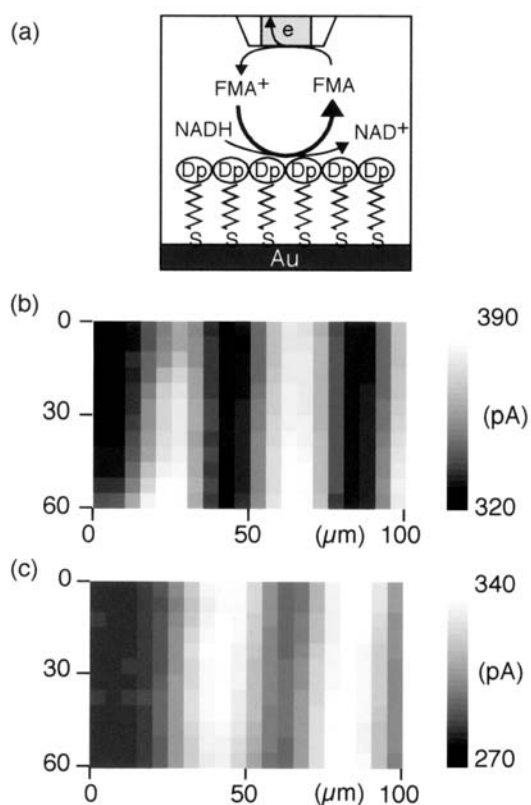 (a)
e
FMA⁺ FMA
NADH NAD⁺
Dp Dp Dp Dp Dp Dp
S S S S S S
Au
(b)
0
30
60
0 50 (μm) 100
390
(pA)
320
(c)
0
30
60
0 50 (μm) 100
340
(pA)
270